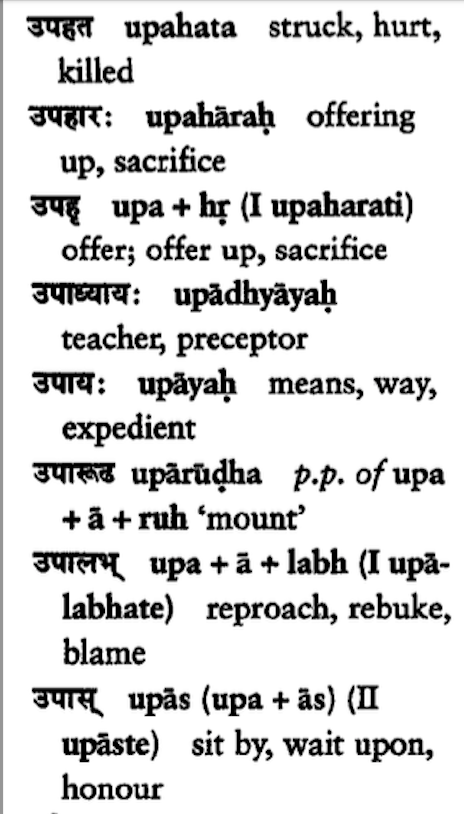 उपहत upahata struck, hurt,
killed
उपहारः upahāraḥ offering
up, sacrifice
उपहृ upa + hṛ (I upaharati)
offer; offer up, sacrifice
उपाध्यायः upādhyāyaḥ
teacher, preceptor
उपायः upāyaḥ means, way,
expedient
उपारूढ upārūḍha p.p. of upa
+ ā + ruh ‘mount’
उपालभ् upa + ā + labh (I upā-
labhate) reproach, rebuke,
blame
उपास् upās (upa + ās) (II
upāste) sit by, wait upon,
honour